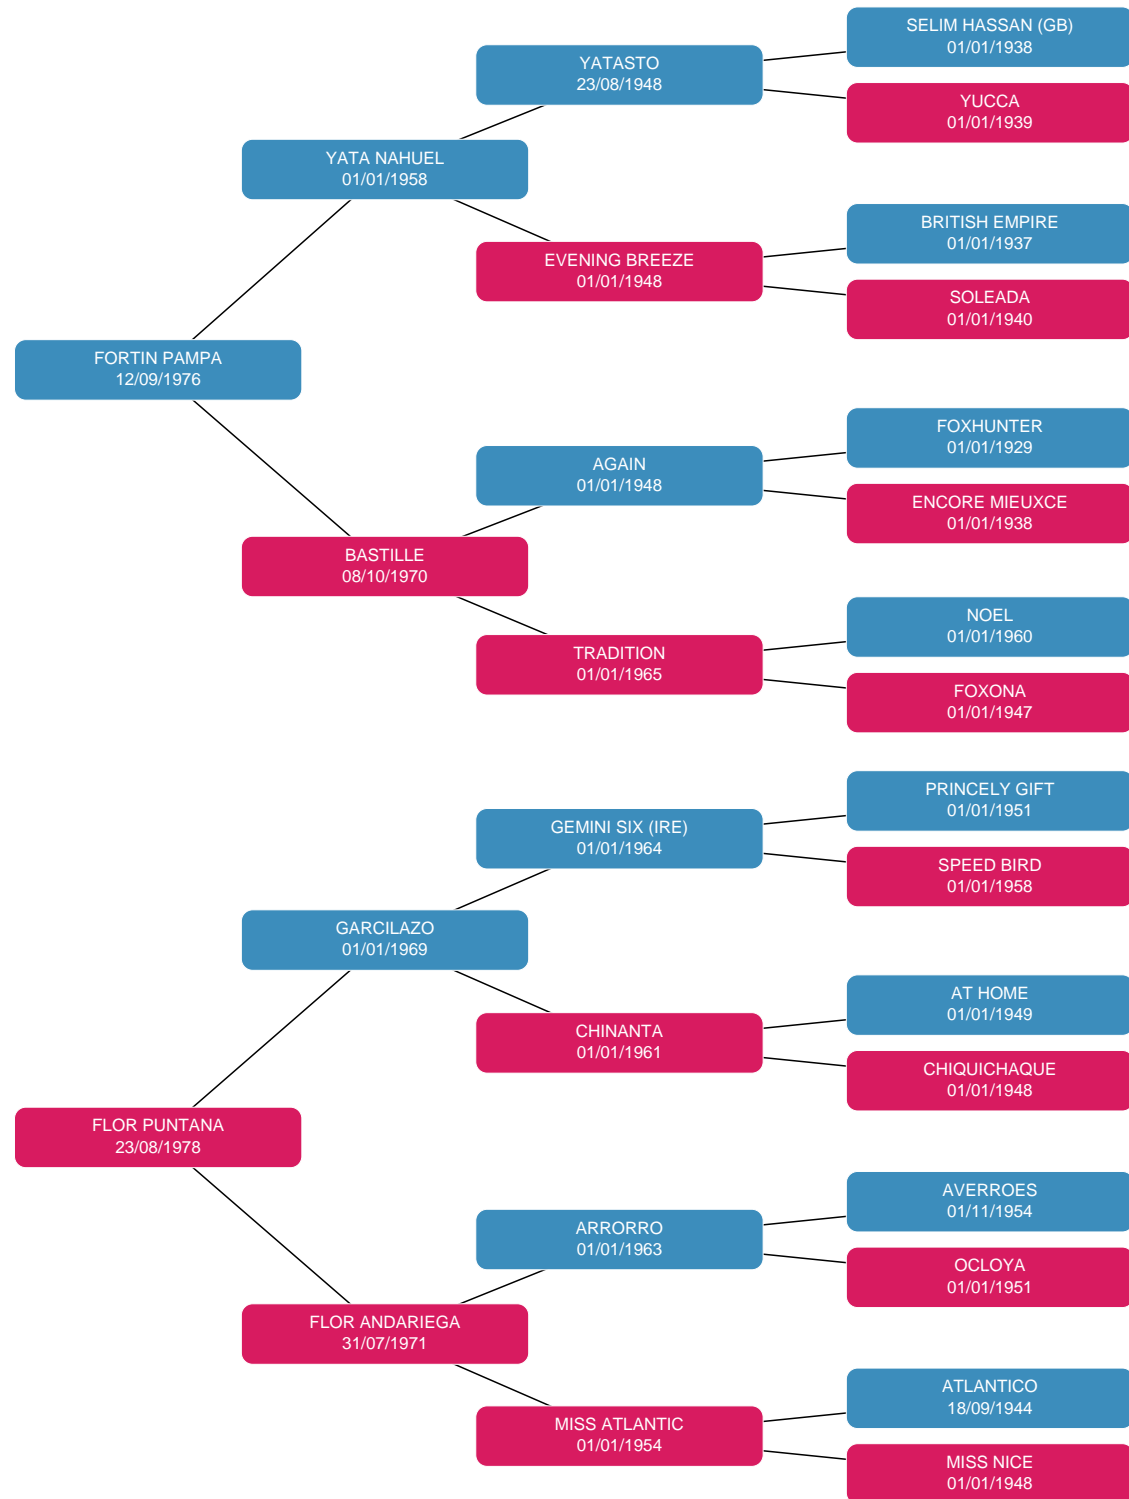 SELIM HASSAN (GB)
01/01/1938
YATASTO
23/08/1948
YUCCA
01/01/1939
YATA NAHUEL
01/01/1958
BRITISH EMPIRE
01/01/1937
EVENING BREEZE
01/01/1948
SOLEADA
01/01/1940
FORTIN PAMPA
12/09/1976
FOXHUNTER
01/01/1929
AGAIN
01/01/1948
ENCORE MIEUXCE
01/01/1938
BASTILLE
08/10/1970
NOEL
01/01/1960
TRADITION
01/01/1965
FOXONA
01/01/1947
PRINCELY GIFT
01/01/1951
GEMINI SIX (IRE)
01/01/1964
SPEED BIRD
01/01/1958
GARCILAZO
01/01/1969
AT HOME
01/01/1949
CHINANTA
01/01/1961
CHIQUICHAQUE
01/01/1948
FLOR PUNTANA
23/08/1978
AVERROES
01/11/1954
ARRORRO
01/01/1963
OCLOYA
01/01/1951
FLOR ANDARIEGA
31/07/1971
ATLANTICO
18/09/1944
MISS ATLANTIC
01/01/1954
MISS NICE
01/01/1948